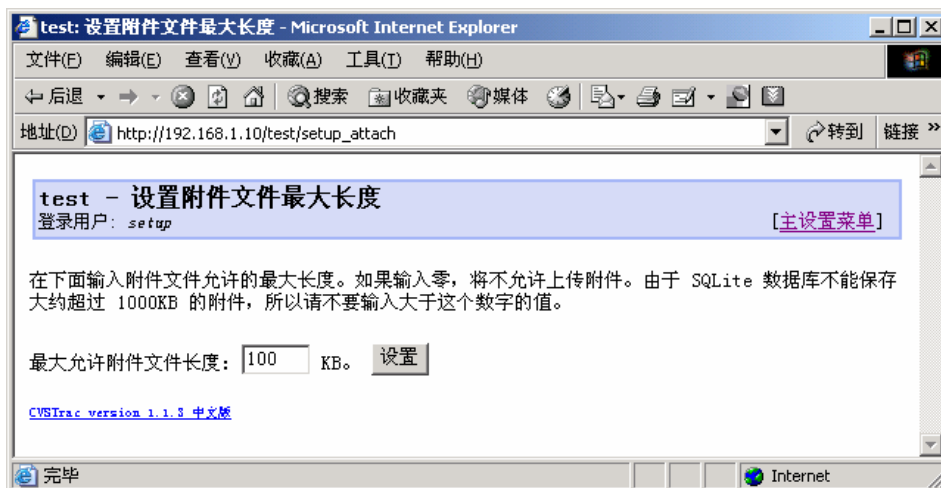 test: 设置附件文件最大长度 - Microsoft Internet Explorer
文件(F) 编辑(E) 查看(V) 收藏(A) 工具(T) 帮助(H)
后退 搜索 收藏夹 媒体
地址(D) http://192.168.1.10/test/setup_attach 转到 链接 »
test - 设置附件文件最大长度
登录用户: setup [主设置菜单]
在下面输入附件文件允许的最大长度。如果输入零，将不允许上传附件。由于 SQLite 数据库不能保存
大约超过 1000KB 的附件，所以请不要输入大于这个数字的值。
最大允许附件文件长度: 100 KB。 设置
CVSTrac version 1.1.3 中文版
完毕 Internet